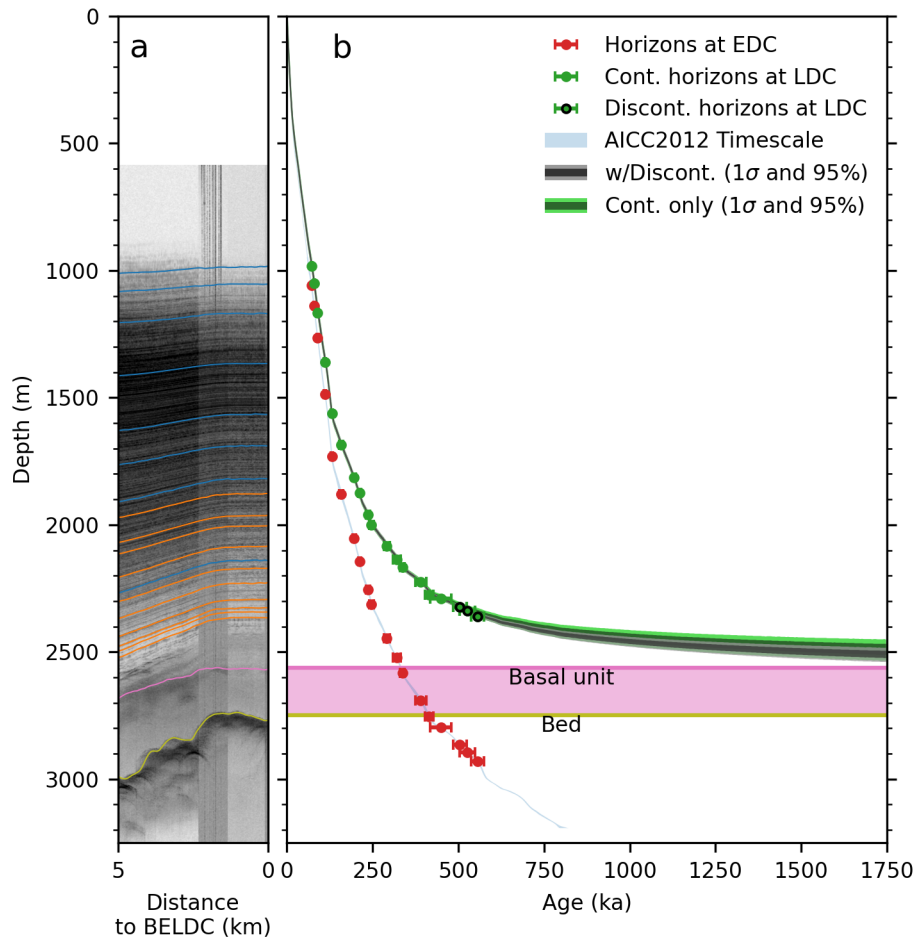 a
b
0
500
1000
1500
2000
2500
3000
Depth (m)
Horizons at EDC
Cont. horizons at LDC
Discont. horizons at LDC
AICC2012 Timescale
w/Discont. (1σ and 95%)
Cont. only (1σ and 95%)
Basal unit
Bed
5
0
0
250
500
750
1000
1250
1500
1750
Distance
to BELDC (km)
Age (ka)